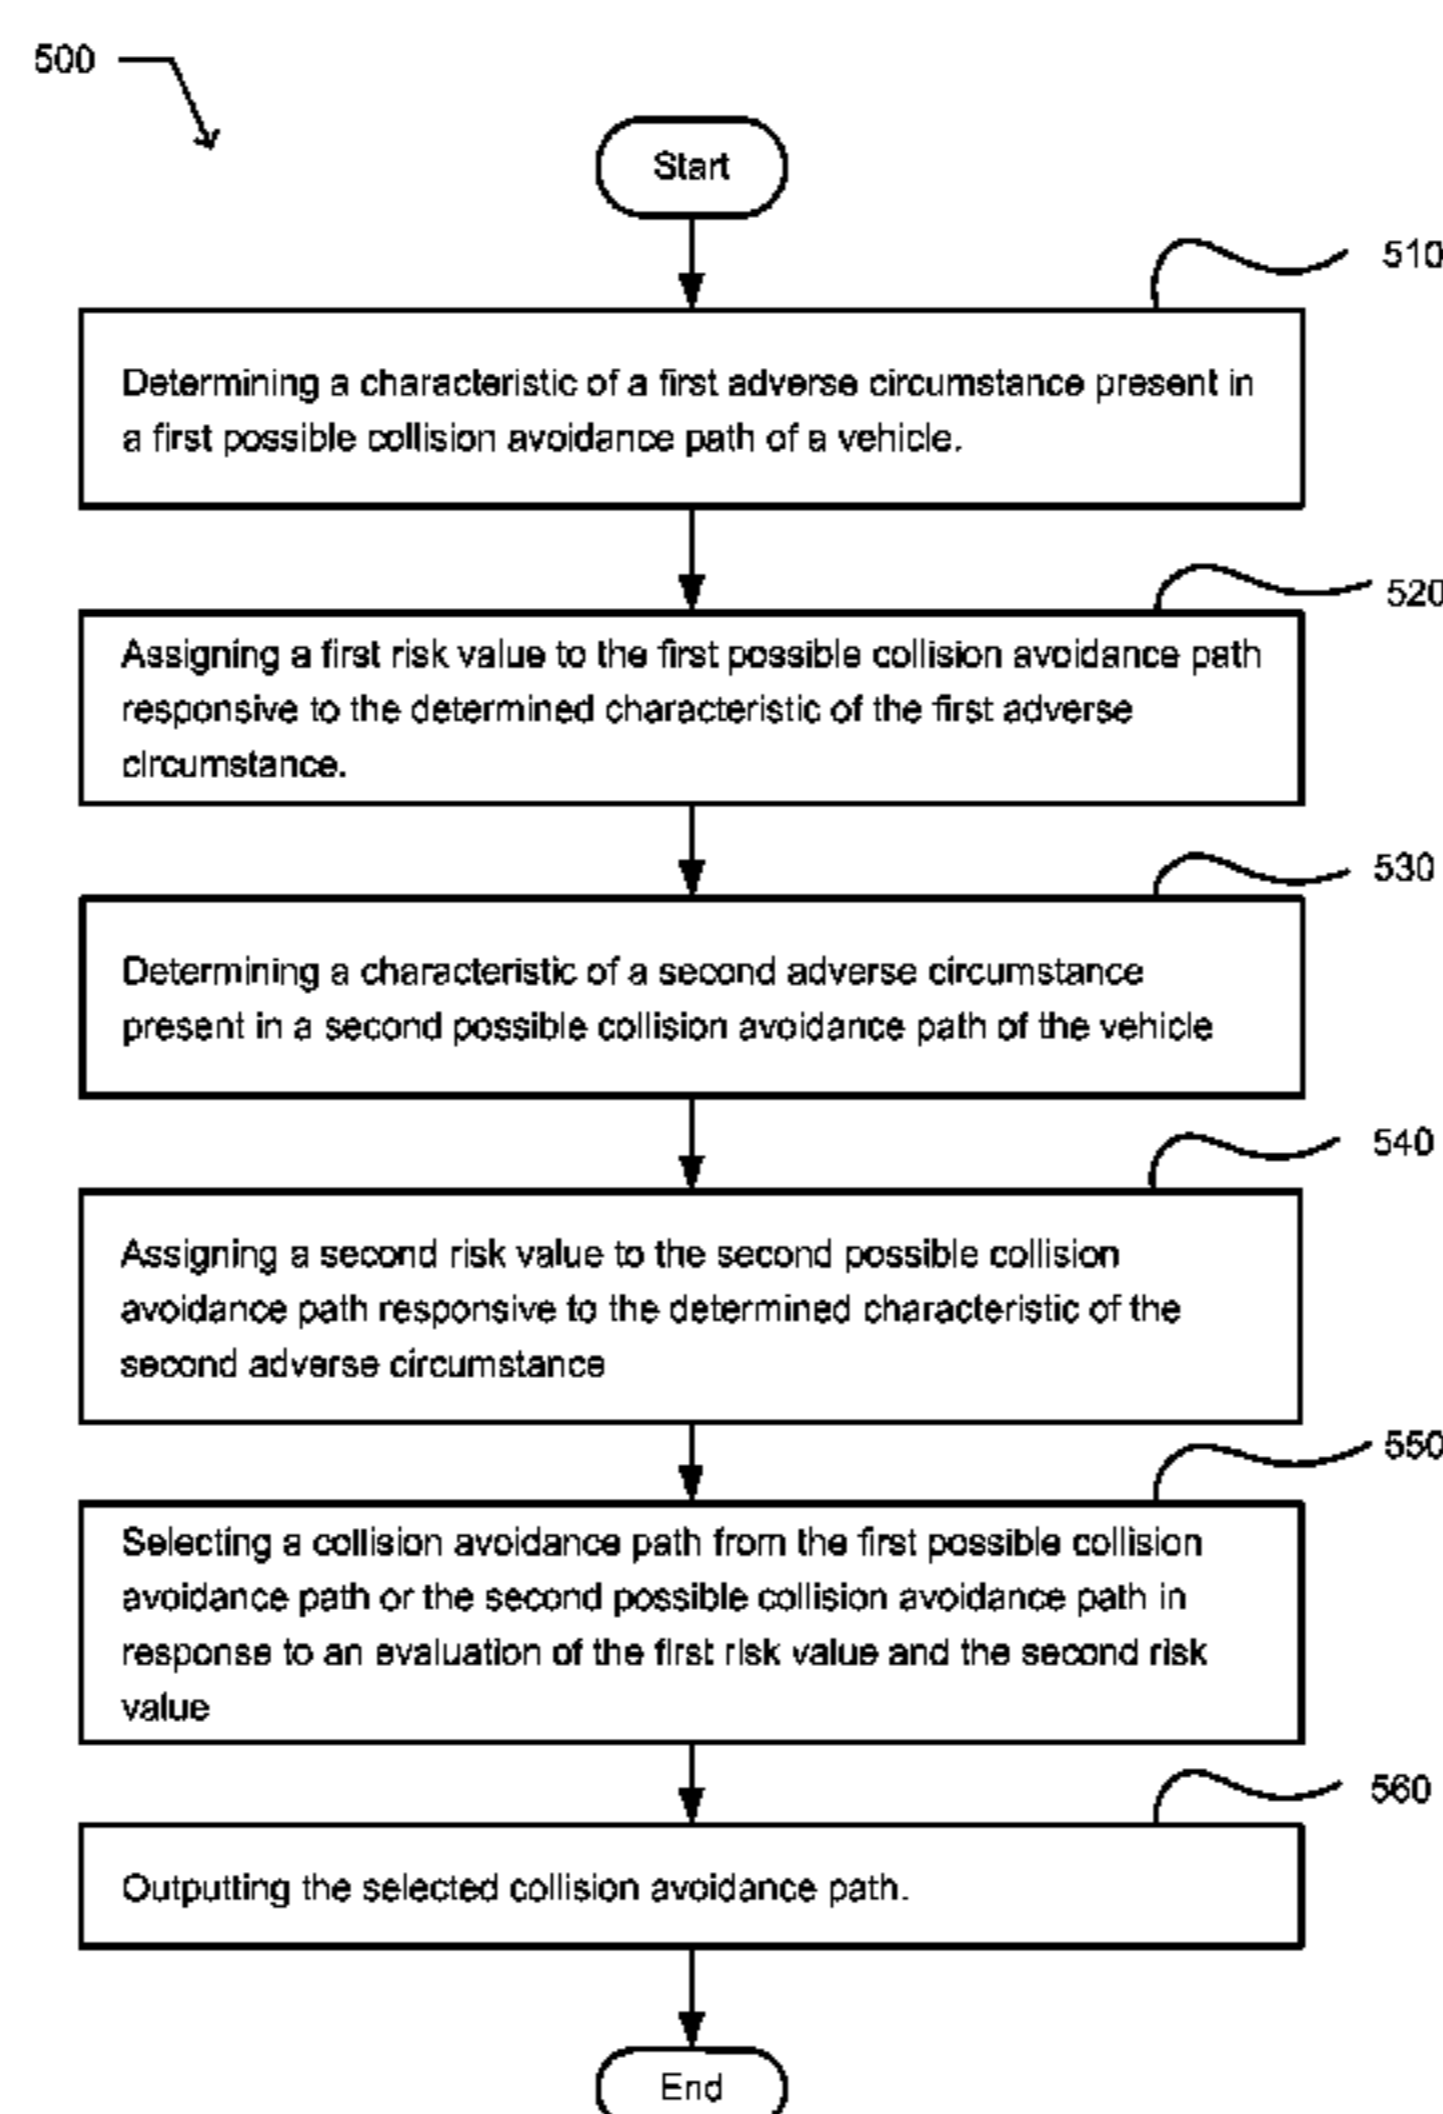 500
Start
510
Determining a characteristic of a first adverse circumstance present in
a first possible collision avoidance path of a vehicle.
520
Assigning a first risk value to the first possible collision avoidance path
responsive to the determined characteristic of the first adverse
circumstance.
530
Determining a characteristic of a second adverse circumstance
present in a second possible collision avoidance path of the vehicle
540
Assigning a second risk value to the second possible collision
avoidance path responsive to the determined characteristic of the
second adverse circumstance
550
Selecting a collision avoidance path from the first possible collision
avoidance path or the second possible collision avoidance path in
response to an evaluation of the first risk value and the second risk
value
560
Outputting the selected collision avoidance path.
End